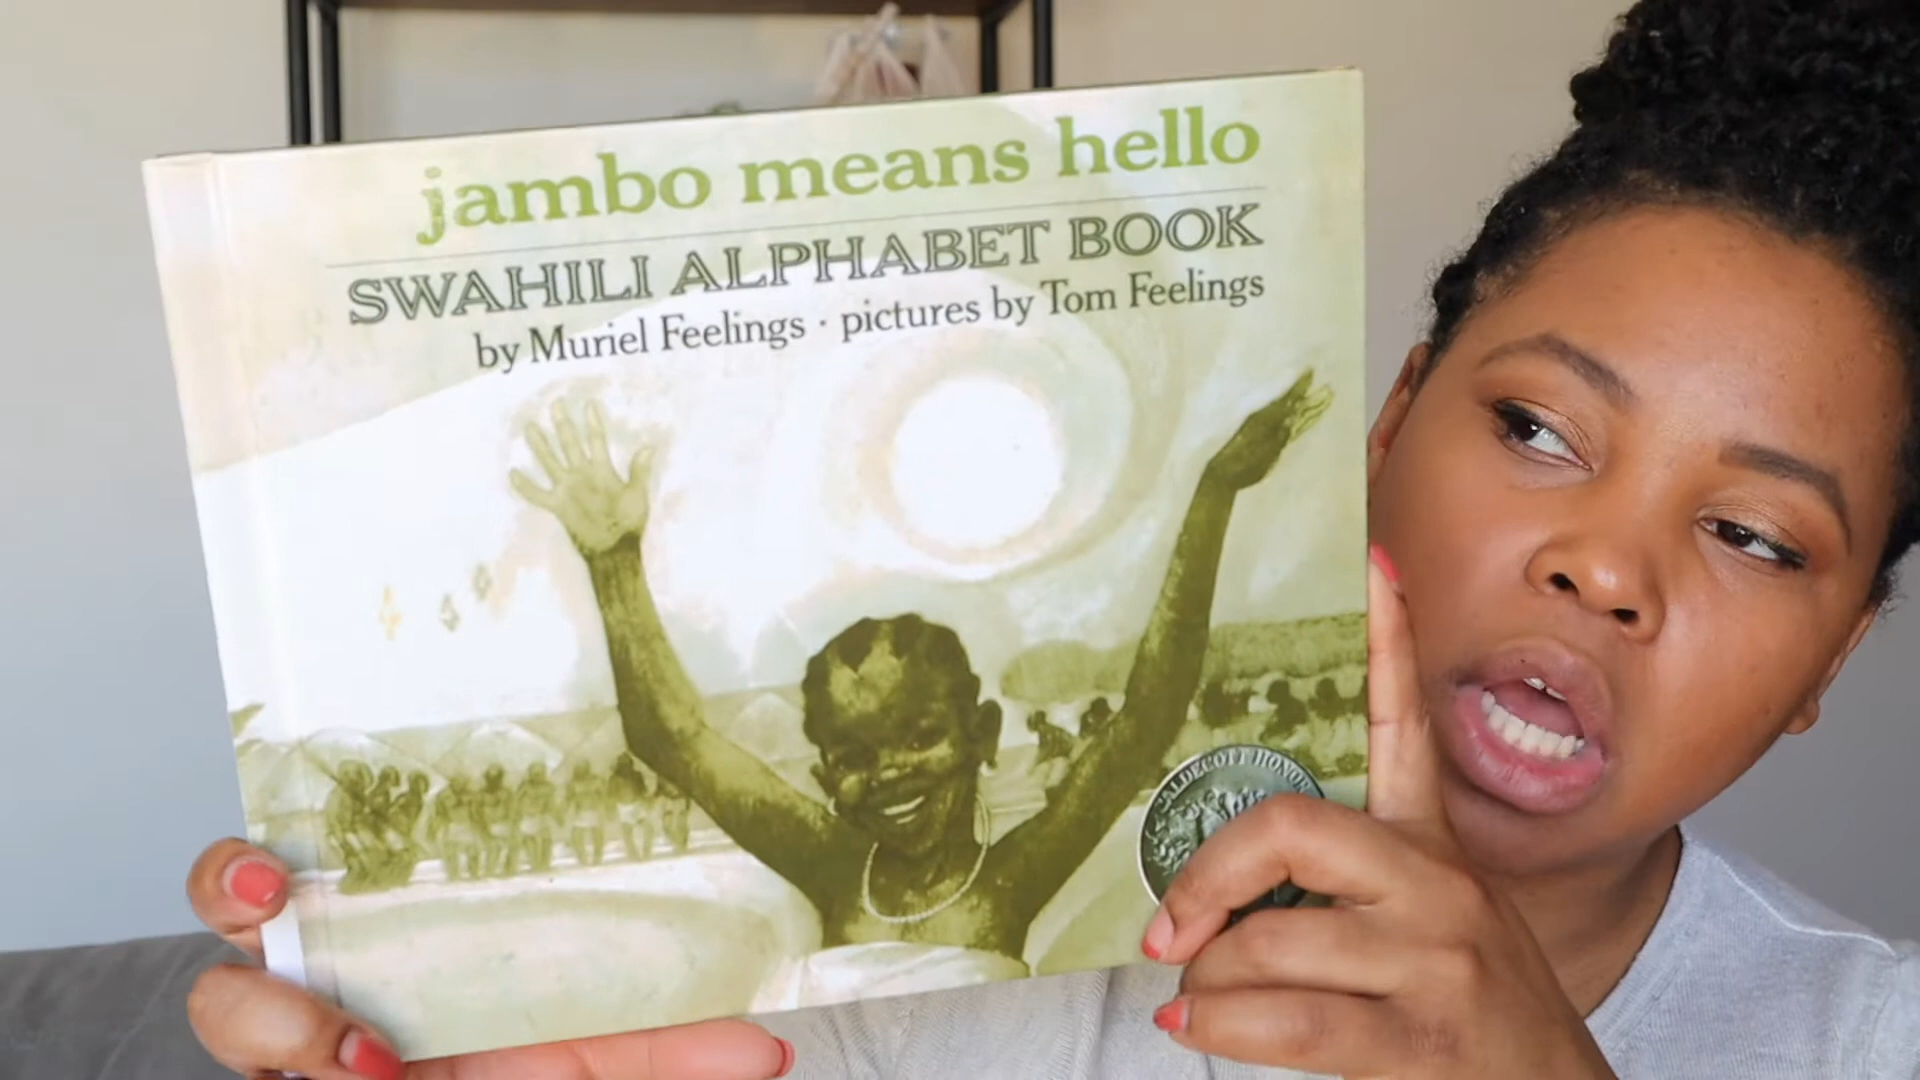 jambo means hello
SWAHILI ALPHABET BOOK
by Muriel Feelings · pictures by Tom Feelings
CALDECOTT HONOR